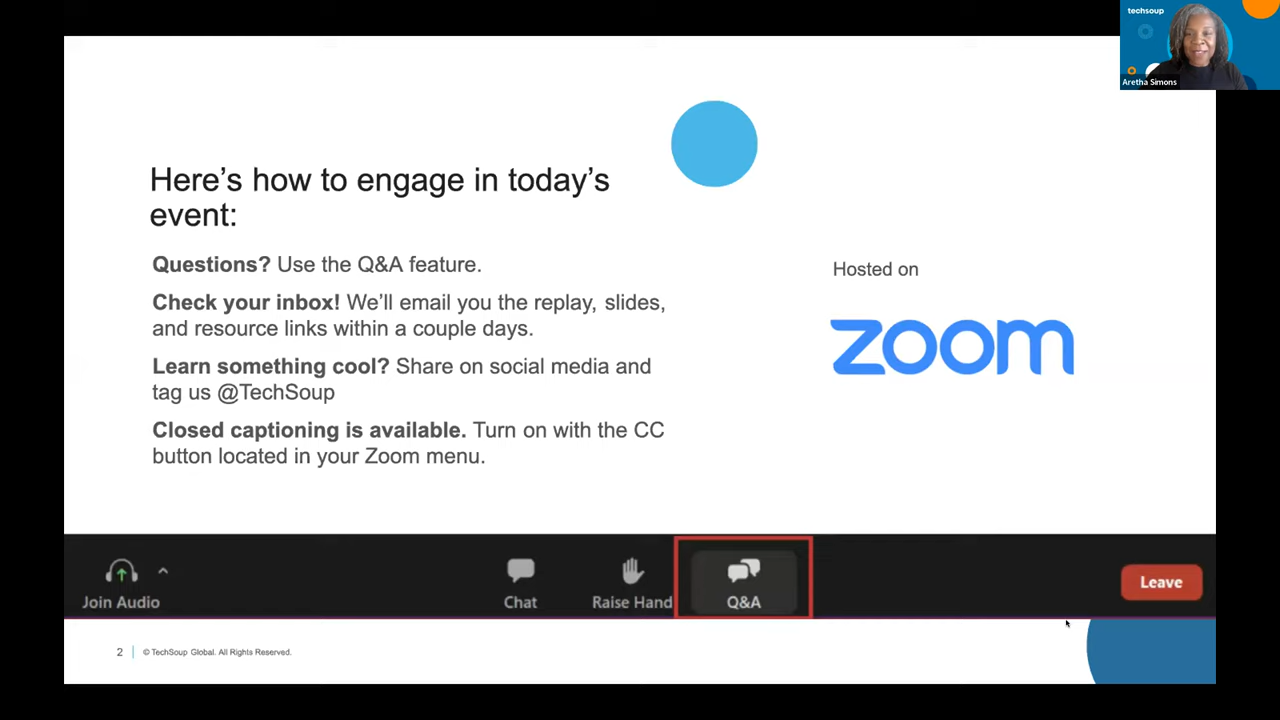 techsoup
Aretha Simons
Here's how to engage in today's
event:
Questions? Use the Q&A feature.
Check your inbox! We'll email you the replay, slides,
and resource links within a couple days.
Learn something cool? Share on social media and
tag us @TechSoup
Closed captioning is available. Turn on with the CC
button located in your Zoom menu.
Hosted on
zoom
Join Audio
Chat
Raise Hand
Q&A
Leave
2
© TechSoup Global. All Rights Reserved.